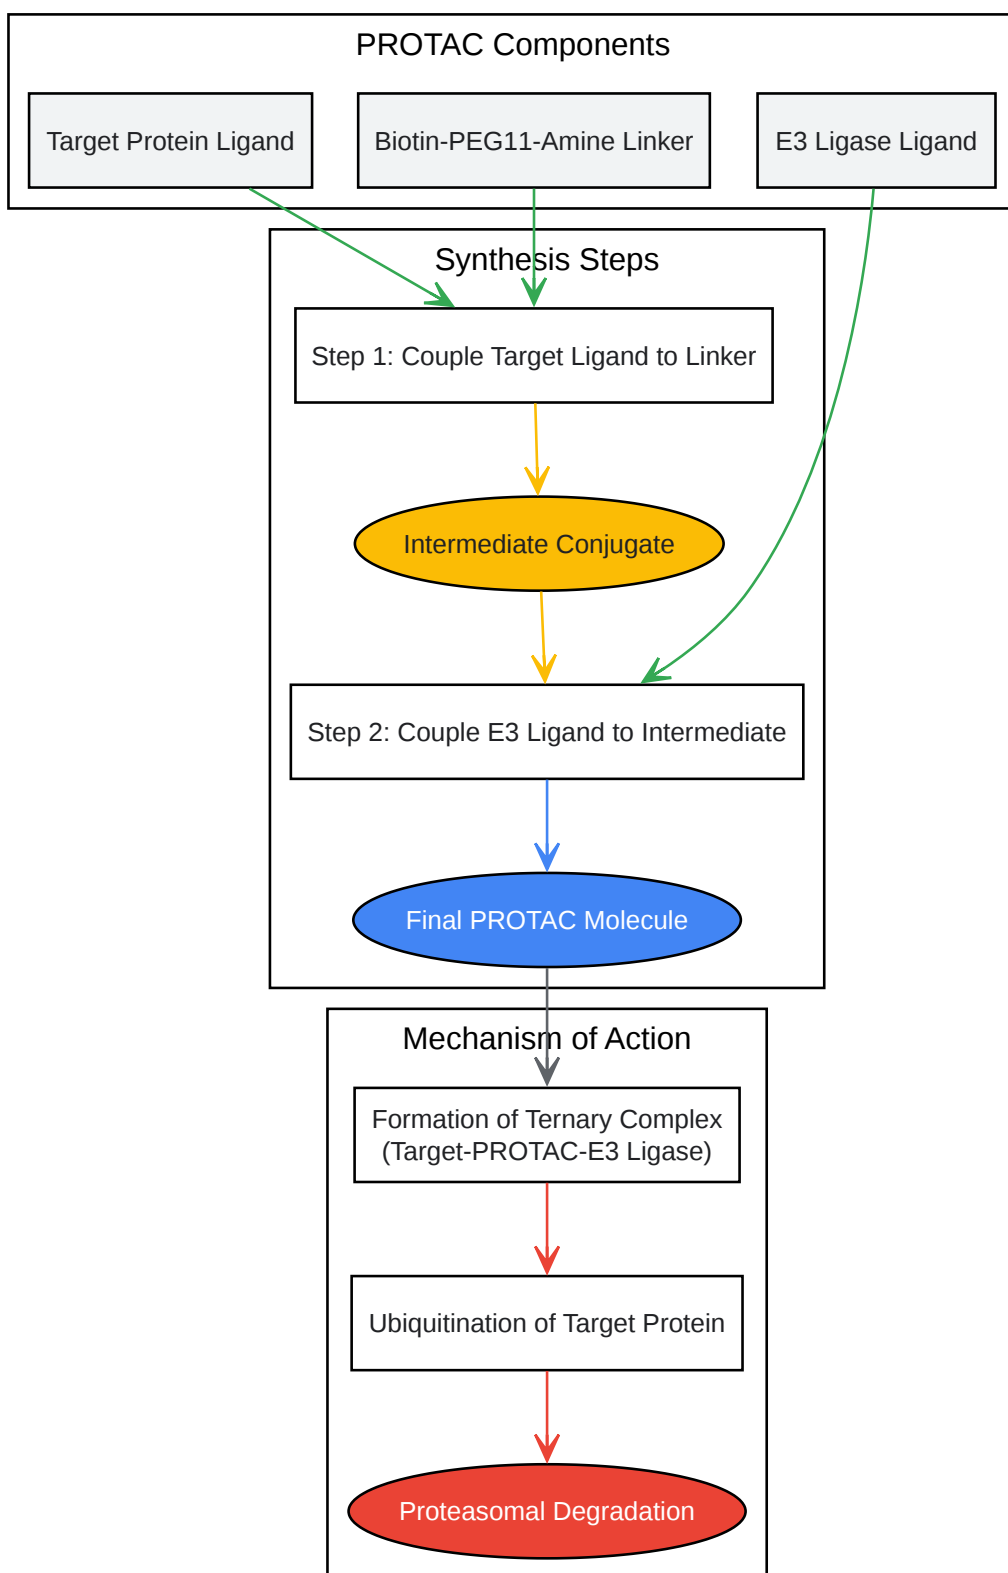 PROTAC Components
Target Protein Ligand
Biotin-PEG11-Amine Linker
E3 Ligase Ligand
Synthesis Steps
Step 1: Couple Target Ligand to Linker
Intermediate Conjugate
Step 2: Couple E3 Ligand to Intermediate
Final PROTAC Molecule
Mechanism of Action
Formation of Ternary Complex
(Target-PROTAC-E3 Ligase)
Ubiquitination of Target Protein
Proteasomal Degradation